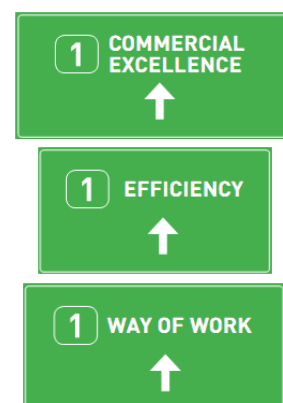 1 COMMERCIAL
EXCELLENCE
1 EFFICIENCY
1 WAY OF WORK